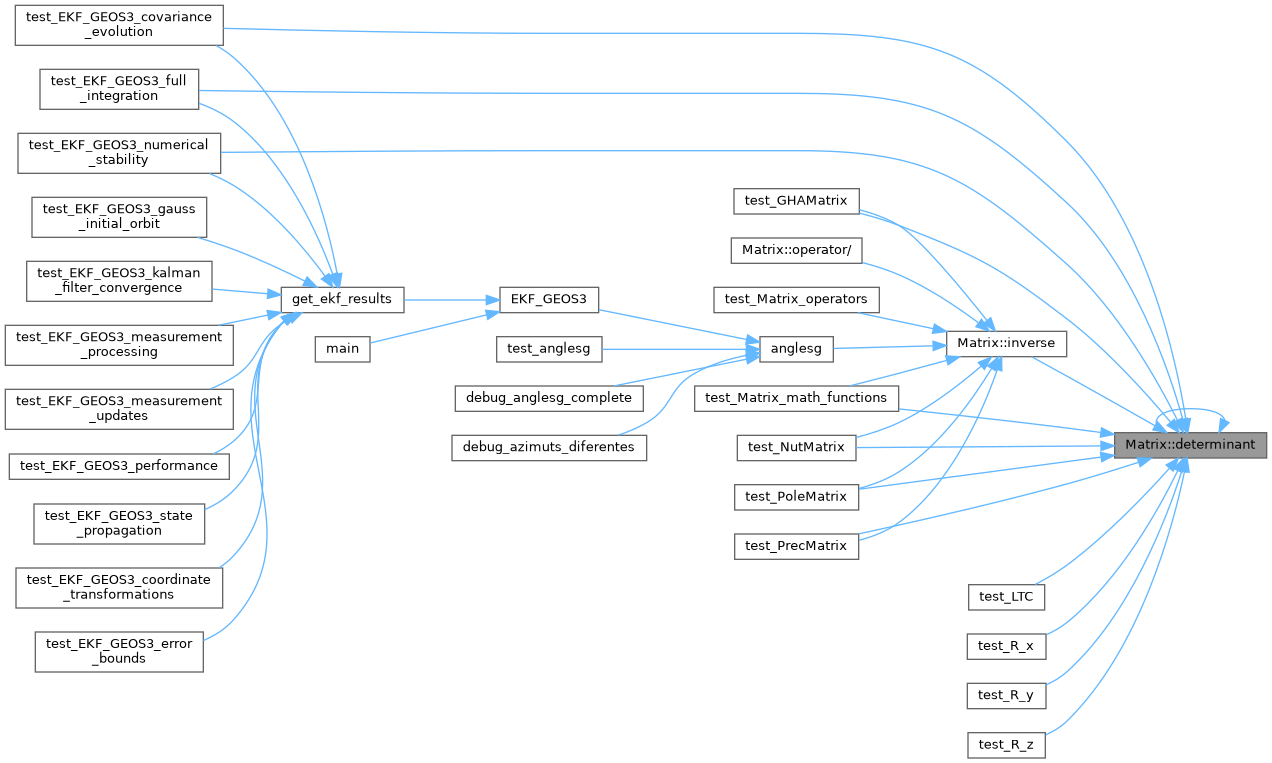 test_EKF_GEOS3_covariance
_evolution
test_EKF_GEOS3_full
_integration
test_EKF_GEOS3_numerical
_stability
test_EKF_GEOS3_gauss
_initial_orbit
test_EKF_GEOS3_kalman
_filter_convergence
test_EKF_GEOS3_measurement
_processing
test_EKF_GEOS3_measurement
_updates
test_EKF_GEOS3_performance
test_EKF_GEOS3_state
_propagation
test_EKF_GEOS3_coordinate
_transformations
test_EKF_GEOS3_error
_bounds
get_ekf_results
main
EKF_GEOS3
test_anglesg
debug_anglesg_complete
debug_azimuts_diferentes
test_GHAMatrix
Matrix::operator/
test_Matrix_operators
anglesg
test_Matrix_math_functions
test_NutMatrix
test_PoleMatrix
test_PrecMatrix
Matrix::inverse
test_LTC
test_R_x
test_R_y
test_R_z
Matrix::determinant